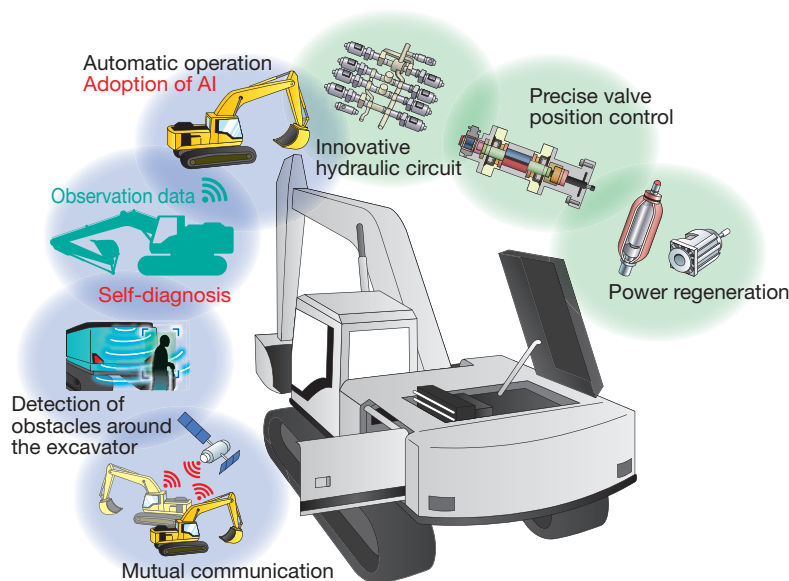 Automatic operation
Adoption of AI
Innovative
hydraulic circuit
Precise valve
position control
Power regeneration
Observation data
Self-diagnosis
Detection of
obstacles around
the excavator
Mutual communication